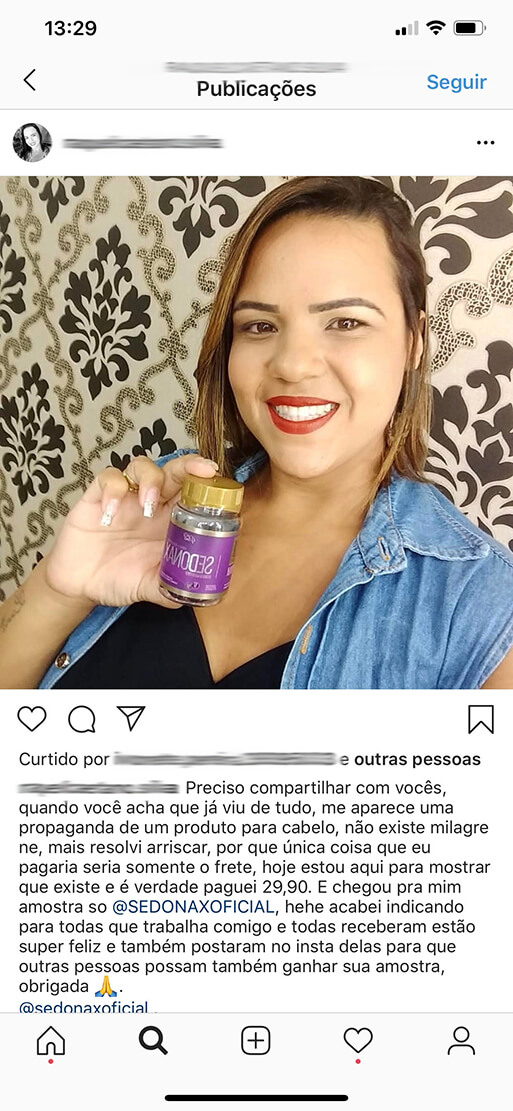 13:29
Publicações
Seguir
SEDONAX
Curtido por e outras pessoas
Preciso compartilhar com vocês,
quando você acha que já viu de tudo, me aparece uma
propaganda de um produto para cabelo, não existe milagre
ne, mais resolvi arriscar, por que única coisa que eu
pagaria seria somente o frete, hoje estou aqui para mostrar
que existe e é verdade paguei 29,90. E chegou pra mim
amostra so @SEDONAXOFICIAL, hehe acabei indicando
para todas que trabalha comigo e todas receberam estão
super feliz e também postaram no insta delas para que
outras pessoas possam também ganhar sua amostra,
obrigada 🙏.
@sedonaxoficial .